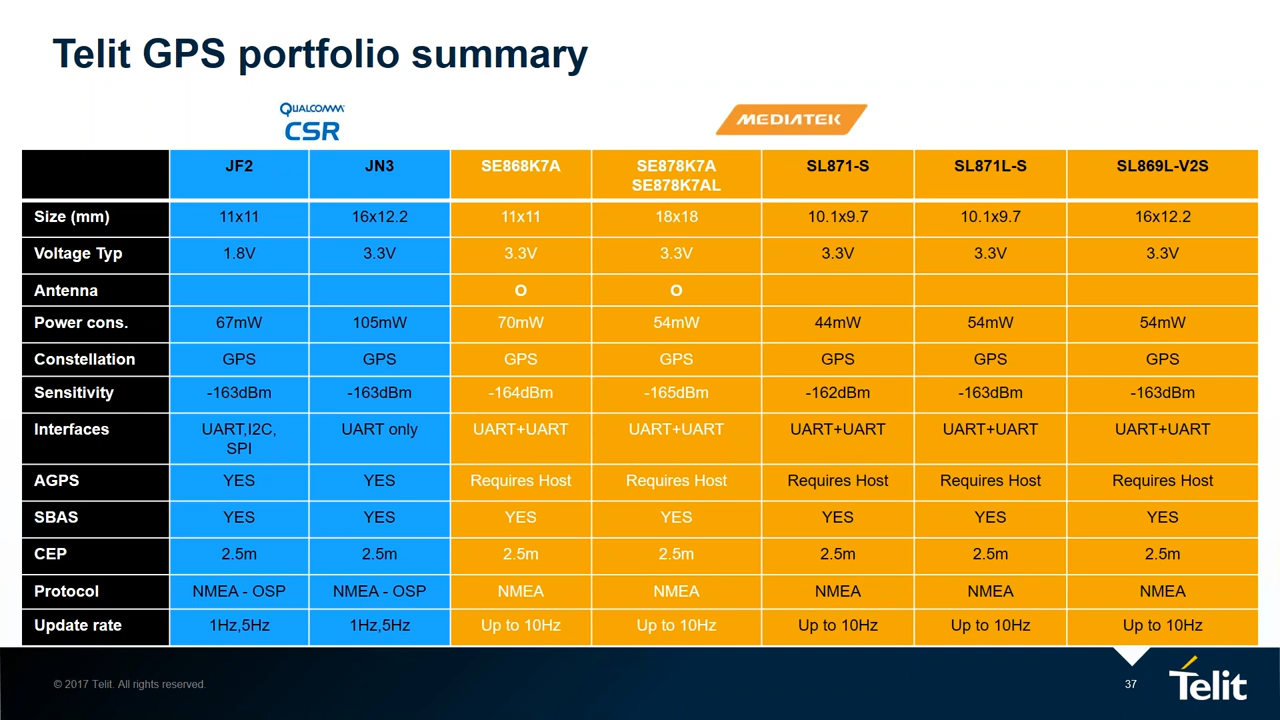 Telit GPS portfolio summary
QUALCOMM
CSR
MEDIATEK
JF2 JN3 SE868K7A SE878K7A SE878K7AL SL871-S SL871L-S SL869L-V2S
Size (mm) 11x11 16x12.2 11x11 18x18 10.1x9.7 10.1x9.7 16x12.2
Voltage Typ 1.8V 3.3V 3.3V 3.3V 3.3V 3.3V 3.3V
Antenna O O
Power cons. 67mW 105mW 70mW 54mW 44mW 54mW 54mW
Constellation GPS GPS GPS GPS GPS GPS GPS
Sensitivity -163dBm -163dBm -164dBm -165dBm -162dBm -163dBm -163dBm
Interfaces UART,I2C, SPI UART only UART+UART UART+UART UART+UART UART+UART UART+UART
AGPS YES YES Requires Host Requires Host Requires Host Requires Host Requires Host
SBAS YES YES YES YES YES YES YES
CEP 2.5m 2.5m 2.5m 2.5m 2.5m 2.5m 2.5m
Protocol NMEA - OSP NMEA - OSP NMEA NMEA NMEA NMEA NMEA
Update rate 1Hz,5Hz 1Hz,5Hz Up to 10Hz Up to 10Hz Up to 10Hz Up to 10Hz Up to 10Hz
© 2017 Telit. All rights reserved.
37
Telit